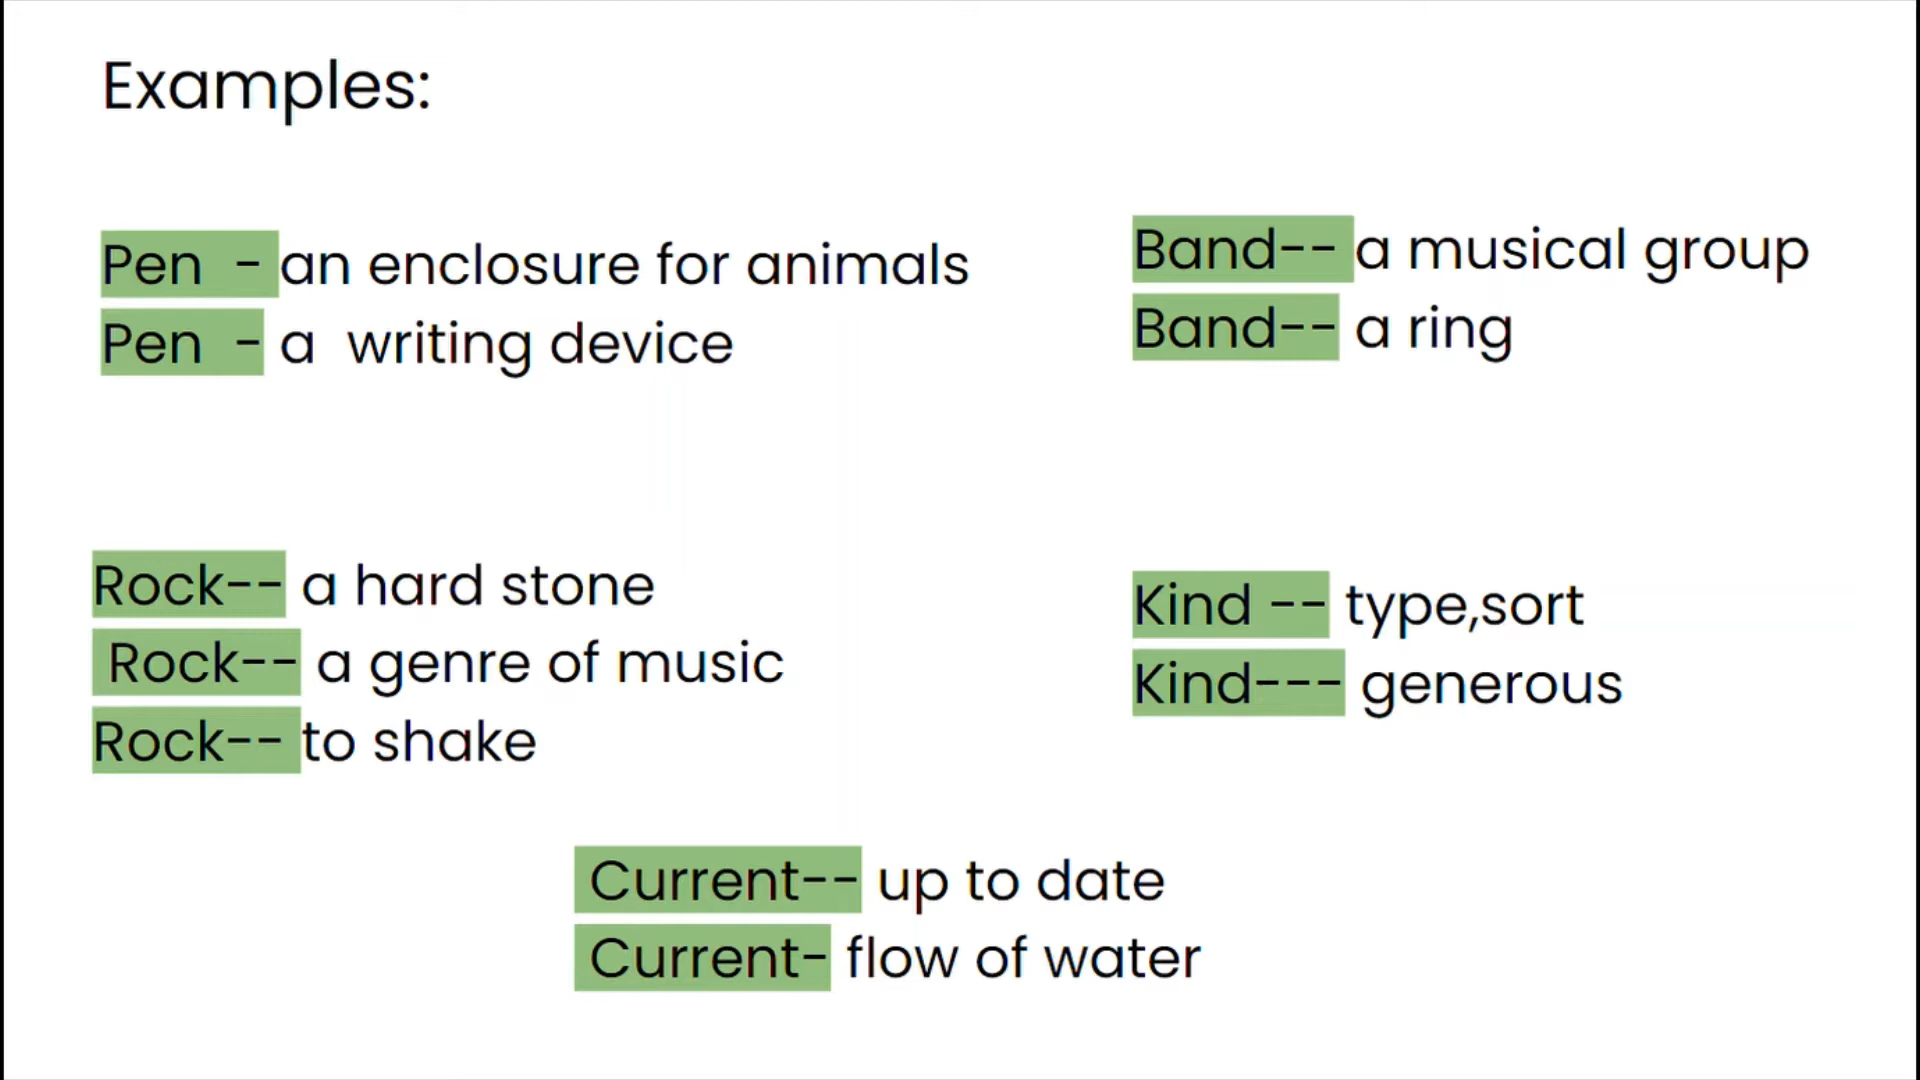 Examples:
Pen  - an enclosure for animals
Pen  - a  writing device
Band-- a musical group
Band-- a ring
Rock-- a hard stone
Rock-- a genre of music
Rock-- to shake
Kind -- type,sort
Kind--- generous
Current-- up to date
Current- flow of water